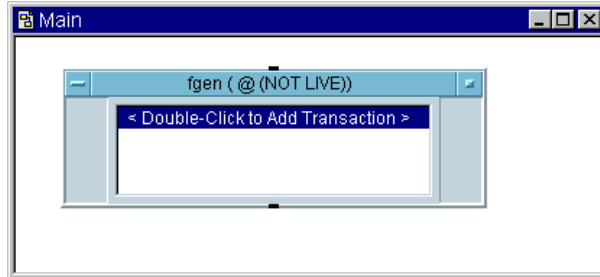 Main
fgen ( @ (NOT LIVE))
< Double-Click to Add Transaction >